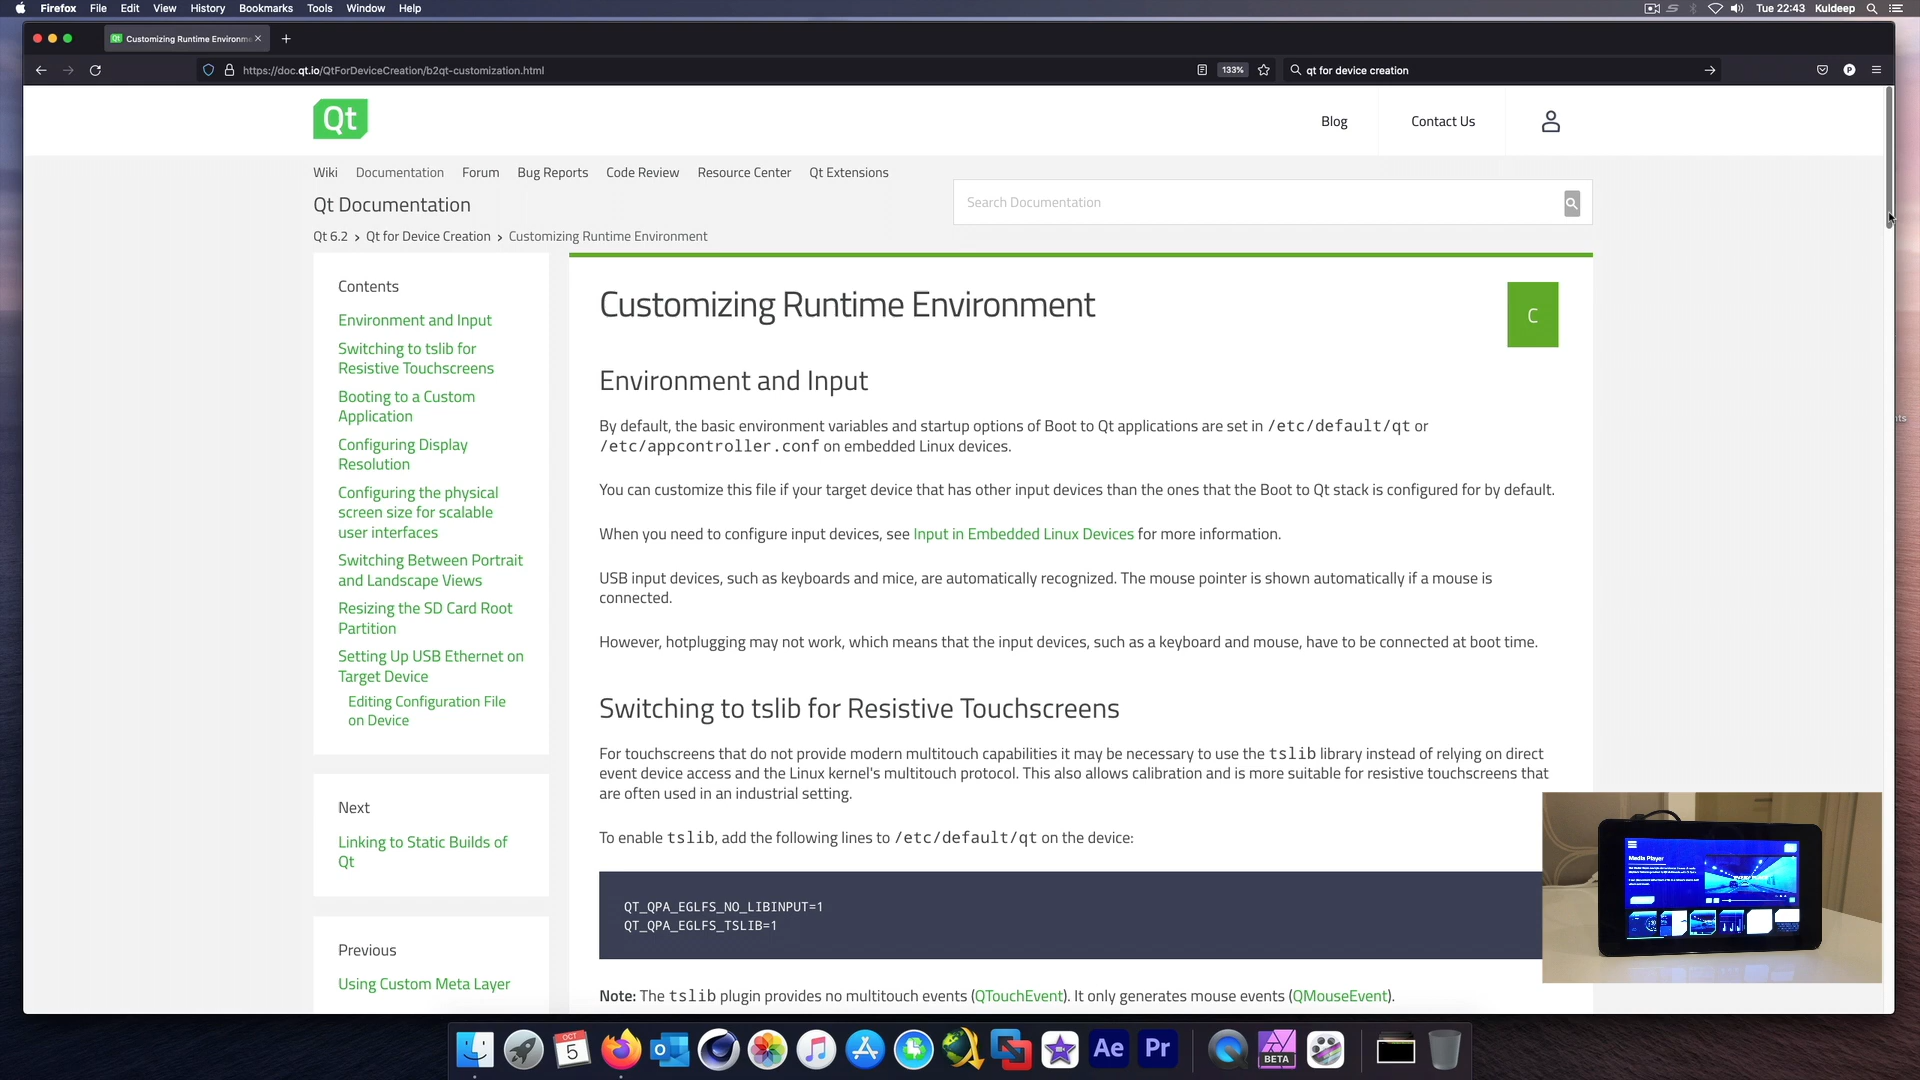 Firefox File Edit View History Bookmarks Tools Window Help
Tue 22:43 Kuldeep
Customizing Runtime Environme
https://doc.qt.io/QtForDeviceCreation/b2qt-customization.html
133%
qt for device creation
Qt
Blog
Contact Us
Wiki Documentation Forum Bug Reports Code Review Resource Center Qt Extensions
Search Documentation
Qt Documentation
Qt 6.2 › Qt for Device Creation › Customizing Runtime Environment
Contents
Environment and Input
Switching to tslib for
Resistive Touchscreens
Booting to a Custom
Application
Configuring Display
Resolution
Configuring the physical
screen size for scalable
user interfaces
Switching Between Portrait
and Landscape Views
Resizing the SD Card Root
Partition
Setting Up USB Ethernet on
Target Device
Editing Configuration File
on Device
Next
Linking to Static Builds of
Qt
Previous
Using Custom Meta Layer
Customizing Runtime Environment
C
Environment and Input
By default, the basic environment variables and startup options of Boot to Qt applications are set in /etc/default/qt or
/etc/appcontroller.conf on embedded Linux devices.
You can customize this file if your target device that has other input devices than the ones that the Boot to Qt stack is configured for by default.
When you need to configure input devices, see Input in Embedded Linux Devices for more information.
USB input devices, such as keyboards and mice, are automatically recognized. The mouse pointer is shown automatically if a mouse is
connected.
However, hotplugging may not work, which means that the input devices, such as a keyboard and mouse, have to be connected at boot time.
Switching to tslib for Resistive Touchscreens
For touchscreens that do not provide modern multitouch capabilities it may be necessary to use the tslib library instead of relying on direct
event device access and the Linux kernel's multitouch protocol. This also allows calibration and is more suitable for resistive touchscreens that
are often used in an industrial setting.
To enable tslib, add the following lines to /etc/default/qt on the device:
QT_QPA_EGLFS_NO_LIBINPUT=1
QT_QPA_EGLFS_TSLIB=1
Note: The tslib plugin provides no multitouch events (QTouchEvent). It only generates mouse events (QMouseEvent).
Media Player
nts
OCT
5
Ae
Pr
BETA